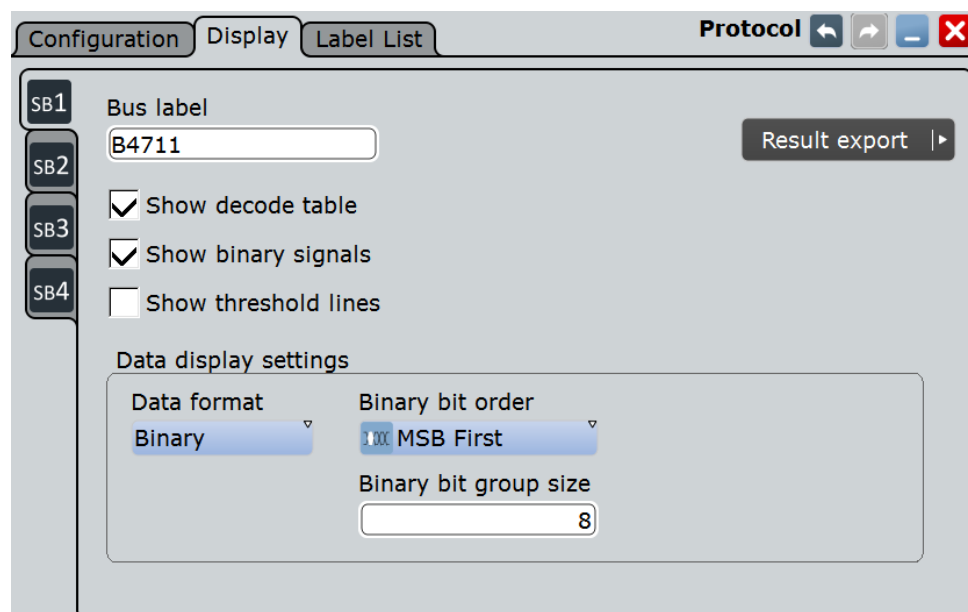 Configuration Display Label List Protocol
SB1
SB2
SB3
SB4
Bus label
B4711
Result export
Show decode table
Show binary signals
Show threshold lines
Data display settings
Data format Binary bit order
Binary MSB First
Binary bit group size
8